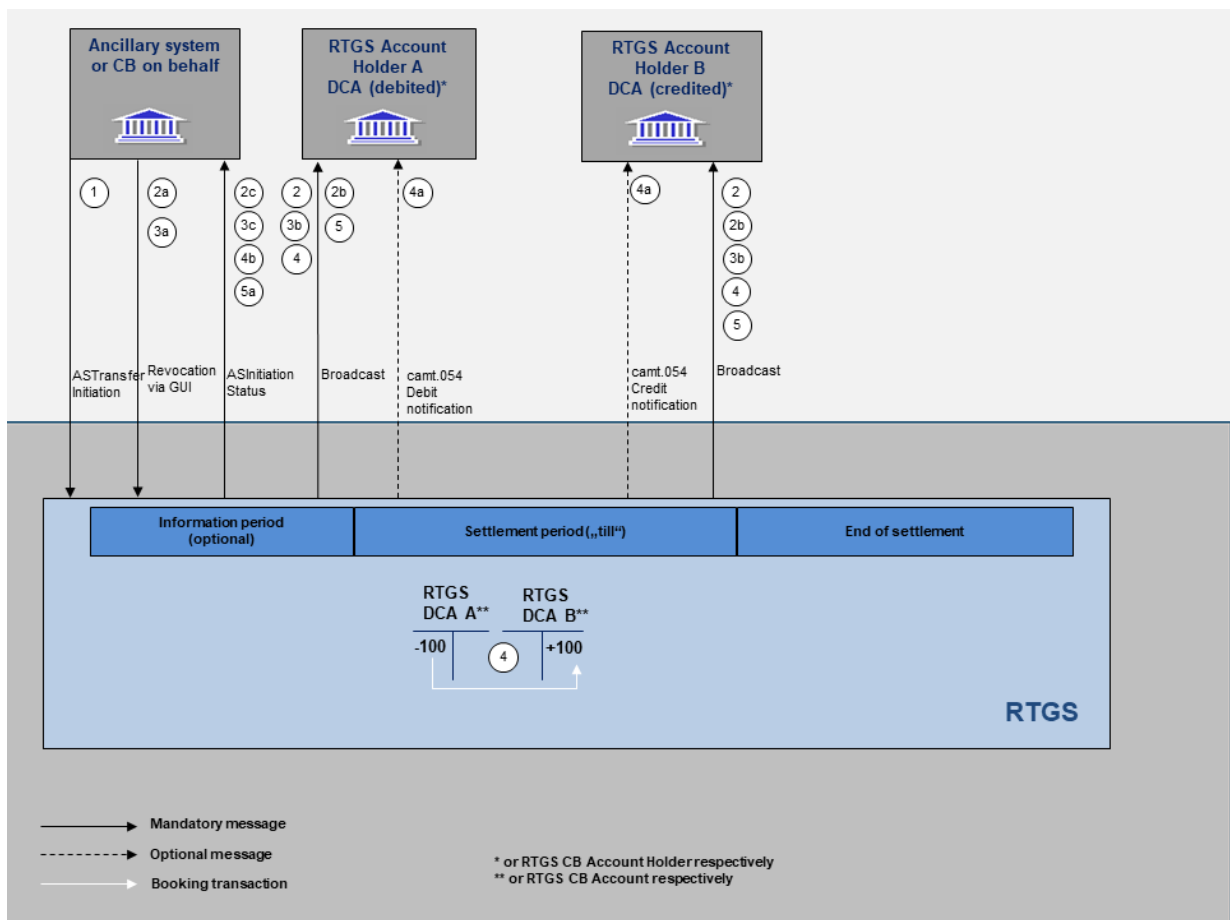 Ancillary system
or CB on behalf
RTGS Account
Holder A
DCA (debited)*
RTGS Account
Holder B
DCA (credited)*
1
2a
3a
2c
3c
4b
5a
2
3b
4
2b
5
4a
4a
2
2b
3b
4
5
ASTransfer
Initiation
Revocation
via GUI
ASInitiation
Status
Broadcast
camt.054
Debit
notification
camt.054
Credit
notification
Broadcast
Information period
(optional)
Settlement period („till“)
End of settlement
RTGS
DCA A**
RTGS
DCA B**
-100
4
+100
RTGS
Mandatory message
Optional message
Booking transaction
* or RTGS CB Account Holder respectively
** or RTGS CB Account respectively